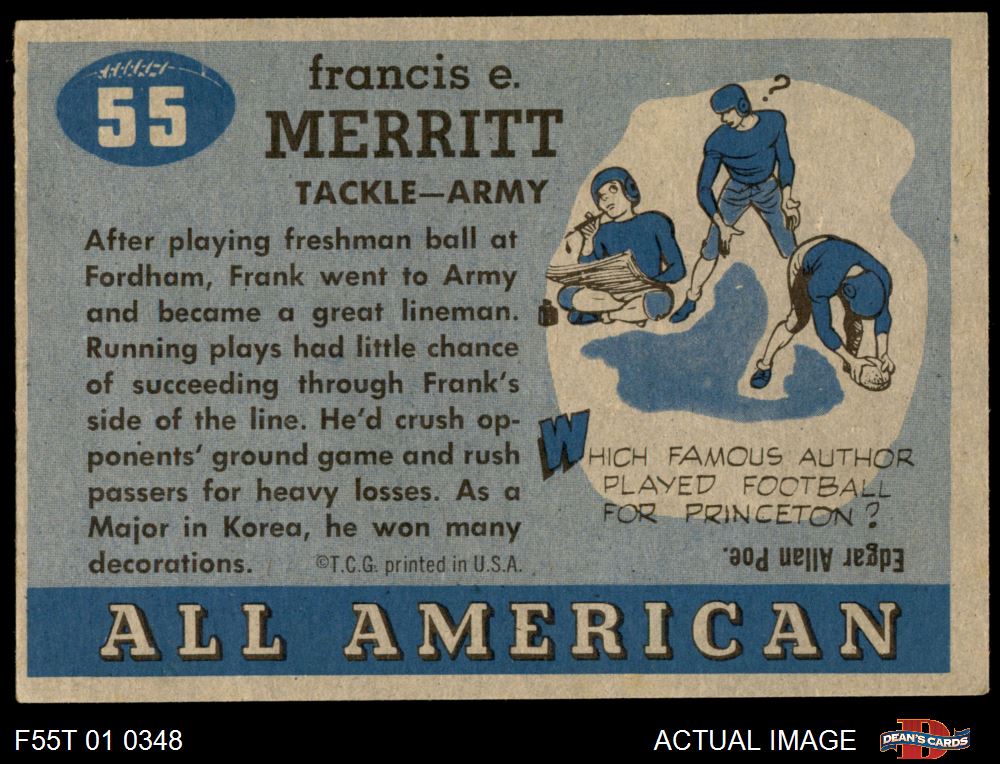 55
francis e.
MERRITT
TACKLE—ARMY
After playing freshman ball at
Fordham, Frank went to Army
and became a great lineman.
Running plays had little chance
of succeeding through Frank's
side of the line. He'd crush op-
ponents' ground game and rush
passers for heavy losses. As a
Major in Korea, he won many
decorations. ©T.C.G. printed in U.S.A.
?
WHICH FAMOUS AUTHOR
PLAYED FOOTBALL
FOR PRINCETON?
Edgar Allan Poe.
ALL AMERICAN
F55T 01 0348
ACTUAL IMAGE
D
DEAN'S CARDS